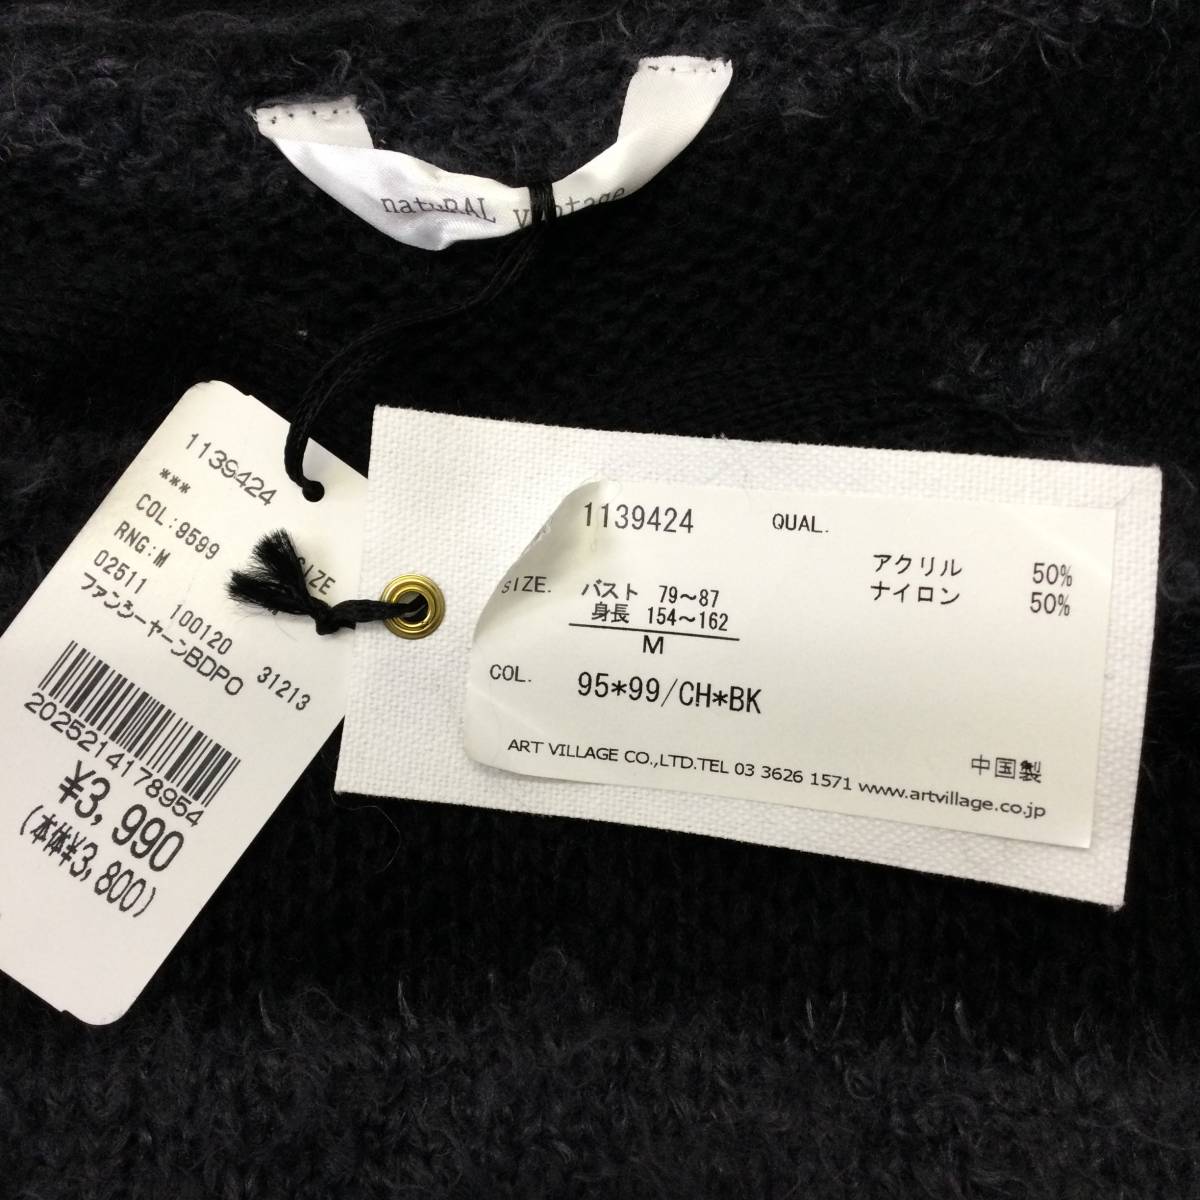 natuRAL vintage
1139424
***
COL:9599
SIZE
RNG:M
02511 100120 31213
ファンシーヤーンBDPO
2025214178954
¥3,990
(本体¥3,800)
1139424
QUAL.
アクリル 50%
ナイロン 50%
SIZE.
バスト 79~87
身長 154~162
M
COL.
95*99/CH*BK
中国製
ART VILLAGE CO.,LTD.TEL 03 3626 1571 www.artvillage.co.jp